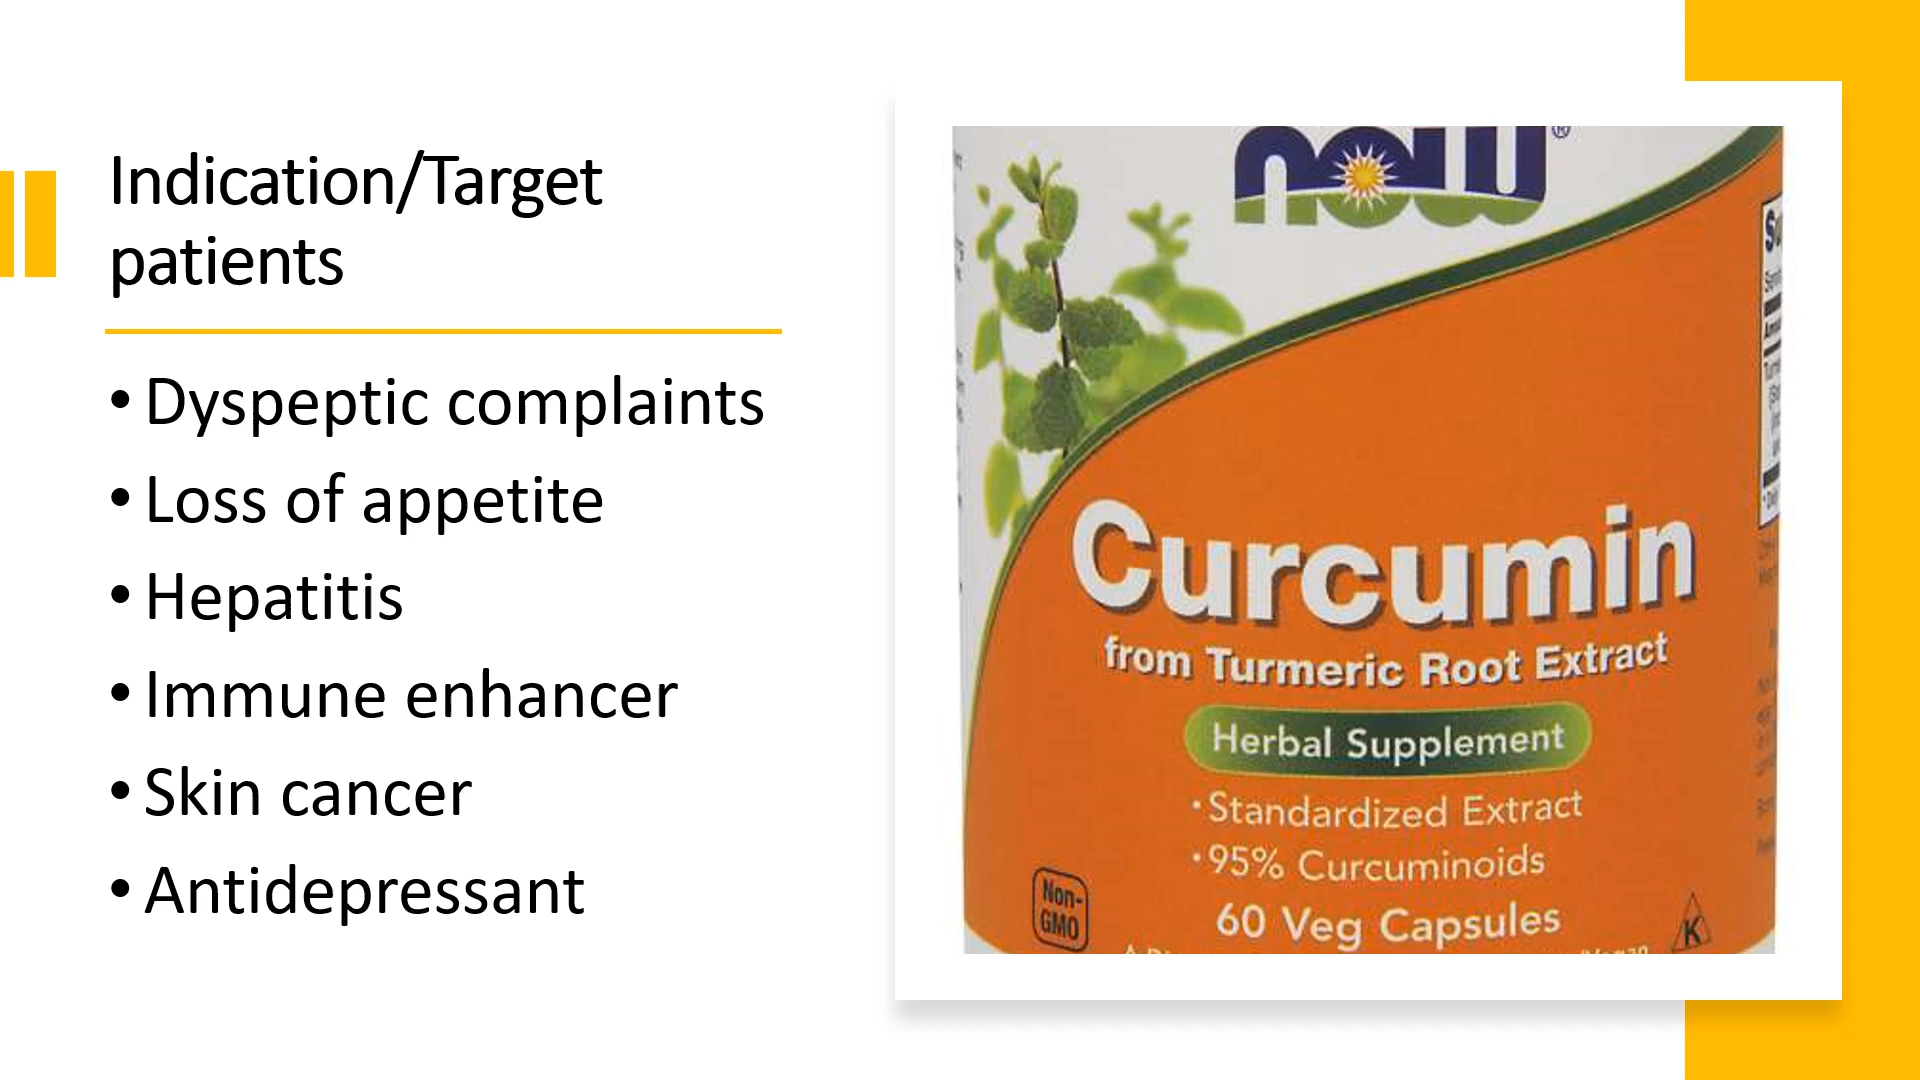 Indication/Target
patients
• Dyspeptic complaints
• Loss of appetite
• Hepatitis
• Immune enhancer
• Skin cancer
• Antidepressant
now®
Curcumin
from Turmeric Root Extract
Herbal Supplement
• Standardized Extract
• 95% Curcuminoids
60 Veg Capsules
Non-
GMO
K